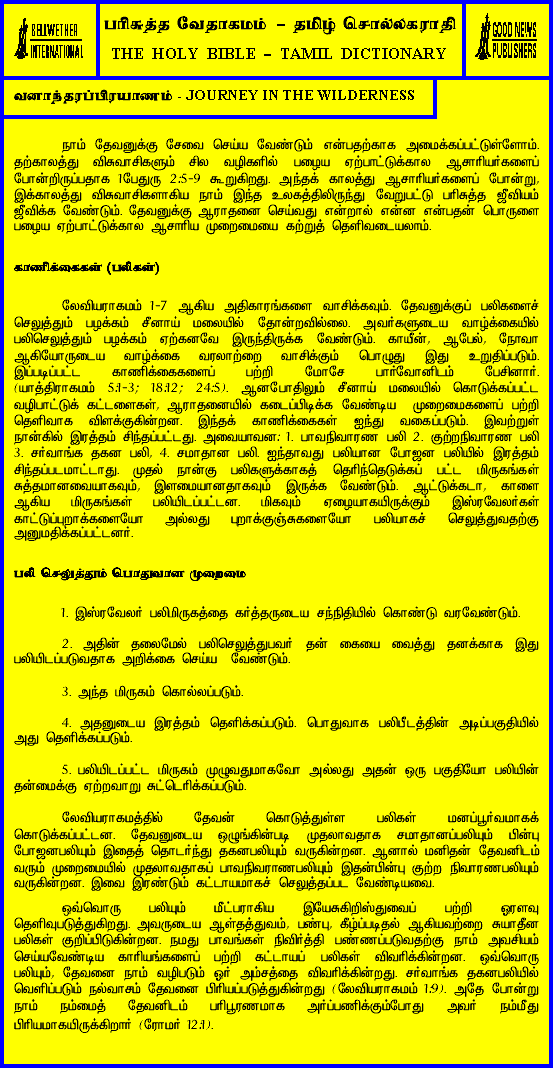 BELLWETHER
INTERNATIONAL
பரிசுத்த வேதாகமம் – தமிழ் சொல்லகராதி
THE HOLY BIBLE – TAMIL DICTIONARY
GOOD NEWS
PUBLISHERS
வனாந்தரப்பிரயாணம் - JOURNEY IN THE WILDERNESS
நாம் தேவனுக்கு சேவை செய்ய வேண்டும் என்பதற்காக அமைக்கப்பட்டுள்ளோம்.
தற்காலத்து விசுவாசிகளும் சில வழிகளில் பழைய ஏற்பாட்டுக்கால ஆசாரியர்களைப்
போன்றிருப்பதாக 1பேதுரு 2:5-9 கூறுகிறது. அந்தக் காலத்து ஆசாரியர்களைப் போன்று,
இக்காலத்து விசுவாசிகளாகிய நாம் இந்த உலகத்திலிருந்து வேறுபட்டு பரிசுத்த ஜீவியம்
ஜீவிக்க வேண்டும். தேவனுக்கு ஆராதனை செய்வது என்றால் என்ன என்பதன் பொருளை
பழைய ஏற்பாட்டுக்கால ஆசாரிய முறைமையை கற்றுத் தெளிவடையலாம்.
காணிக்கைகள் (பலிகள்)
லேவியராகமம் 1-7 ஆகிய அதிகாரங்களை வாசிக்கவும். தேவனுக்குப் பலிகளைச்
செலுத்தும் பழக்கம் சீனாய் மலையில் தோன்றவில்லை. அவர்களுடைய வாழ்க்கையில்
பலிசெலுத்தும் பழக்கம் ஏற்கனவே இருந்திருக்க வேண்டும். காயீன், ஆபேல், நோவா
ஆகியோருடைய வாழ்க்கை வரலாற்றை வாசிக்கும் பொழுது இது உறுதிப்படும்.
இப்படிப்பட்ட காணிக்கைகளைப் பற்றி மோசே பார்வோனிடம் பேசினார்.
(யாத்திராகமம் 5:1-3; 18:12; 24:5). ஆனபோதிலும் சீனாய் மலையில் கொடுக்கப்பட்ட
வழிபாட்டுக் கட்டளைகள், ஆராதனையில் கடைப்பிடிக்க வேண்டிய முறைமைகளைப் பற்றி
தெளிவாக விளக்குகின்றன. இந்தக் காணிக்கைகள் ஐந்து வகைப்படும். இவற்றுள்
நான்கில் இரத்தம் சிந்தப்பட்டது. அவையாவன: 1. பாவநிவாரண பலி 2. குற்றநிவாரண பலி
3. சர்வாங்க தகன பலி, 4. சமாதான பலி. ஐந்தாவது பலியான போஜன பலியில் இரத்தம்
சிந்தப்படமாட்டாது. முதல் நான்கு பலிகளுக்காகத் தெரிந்தெடுக்கப் பட்ட மிருகங்கள்
சுத்தமானவையாகவும், இளமையானதாகவும் இருக்க வேண்டும். ஆட்டுக்கடா, காளை
ஆகிய மிருகங்கள் பலியிடப்பட்டன. மிகவும் ஏழையாகயிருக்கும் இஸ்ரவேலர்கள்
காட்டுப்புறாக்களையோ அல்லது புறாக்குஞ்சுகளையோ பலியாகச் செலுத்துவதற்கு
அனுமதிக்கப்பட்டனர்.
பலி செலுத்தும் பொதுவான முறைமை
1. இஸ்ரவேலர் பலிமிருகத்தை கர்த்தருடைய சந்நிதியில் கொண்டு வரவேண்டும்.
2. அதின் தலைமேல் பலிசெலுத்துபவர் தன் கையை வைத்து தனக்காக இது
பலியிடப்படுவதாக அறிக்கை செய்ய வேண்டும்.
3. அந்த மிருகம் கொல்லப்படும்.
4. அதனுடைய இரத்தம் தெளிக்கப்படும். பொதுவாக பலிபீடத்தின் அடிப்பகுதியில்
அது தெளிக்கப்படும்.
5. பலியிடப்பட்ட மிருகம் முழுவதுமாகவோ அல்லது அதன் ஒரு பகுதியோ பலியின்
தன்மைக்கு ஏற்றவாறு சுட்டெரிக்கப்படும்.
லேவியராகமத்தில் தேவன் கொடுத்துள்ள பலிகள் மனப்பூர்வமாகக்
கொடுக்கப்பட்டன. தேவனுடைய ஒழுங்கின்படி முதலாவதாக சமாதானப்பலியும் பின்பு
போஜனபலியும் இதைத் தொடர்ந்து தகனபலியும் வருகின்றன. ஆனால் மனிதன் தேவனிடம்
வரும் முறைமையில் முதலாவதாகப் பாவநிவாரணபலியும் இதன்பின்பு குற்ற நிவாரணபலியும்
வருகின்றன. இவை இரண்டும் கட்டாயமாகச் செலுத்தப்பட வேண்டியவை.
ஒவ்வொரு பலியும் மீட்பராகிய இயேசுகிறிஸ்துவைப் பற்றி ஓரளவு
தெளிவுபடுத்துகிறது. அவருடைய ஆள்தத்துவம், பண்பு, கீழ்ப்படிதல் ஆகியவற்றை சுயாதீன
பலிகள் குறிப்பிடுகின்றன. நமது பாவங்கள் நிவிர்த்தி பண்ணப்படுவதற்கு நாம் அவசியம்
செய்யவேண்டிய காரியங்களைப் பற்றி கட்டாயப் பலிகள் விவரிக்கின்றன. ஒவ்வொரு
பலியும், தேவனை நாம் வழிபடும் ஓர் அம்சத்தை விவரிக்கின்றது. சர்வாங்க தகனபலியில்
வெளிப்படும் நல்வாசம் தேவனை பிரியப்படுத்துகின்றது (லேவியராகமம் 1:9). அதே போன்று
நாம் நம்மைத் தேவனிடம் பரிபூரணமாக அர்ப்பணிக்கும்போது அவர் நம்மீது
பிரியமாகயிருக்கிறார் (ரோமர் 12:1).